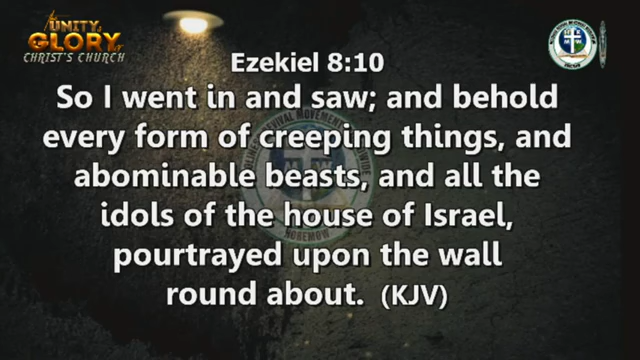 UNITY,
GLORY,
CHRIST'S CHURCH
Ezekiel 8:10
So I went in and saw; and behold
every form of creeping things, and
abominable beasts, and all the
idols of the house of Israel,
pourtrayed upon the wall
round about. (KJV)